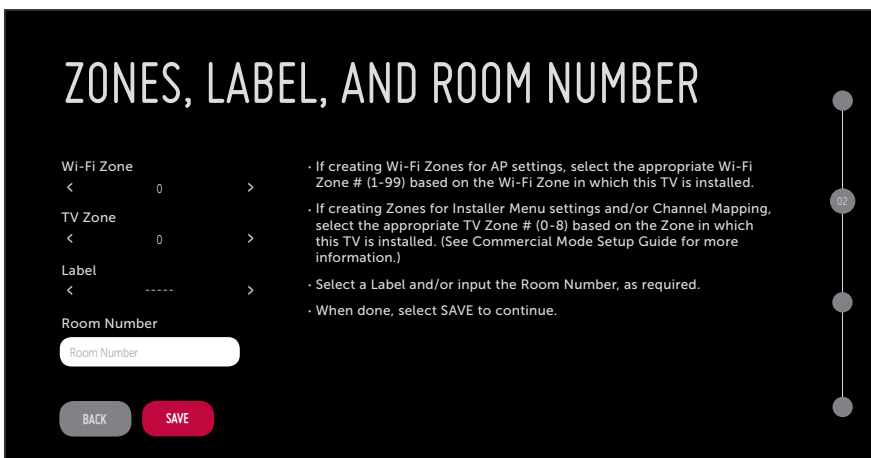 ZONES, LABEL, AND ROOM NUMBER
Wi-Fi Zone
< 0 >
TV Zone
< 0 >
Label
< ----- >
Room Number
Room Number
BACK SAVE
· If creating Wi-Fi Zones for AP settings, select the appropriate Wi-Fi
Zone # (1-99) based on the Wi-Fi Zone in which this TV is installed.
· If creating Zones for Installer Menu settings and/or Channel Mapping,
select the appropriate TV Zone # (0-8) based on the Zone in which
this TV is installed. (See Commercial Mode Setup Guide for more
information.)
· Select a Label and/or input the Room Number, as required.
· When done, select SAVE to continue.
02